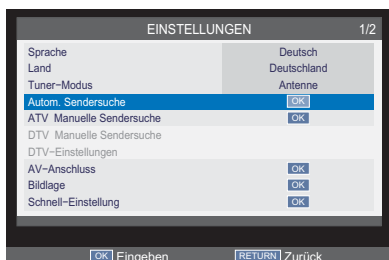 EINSTELLUNGEN 1/2
Sprache Deutsch
Land Deutschland
Tuner-Modus Antenne
Autom. Sendersuche OK
ATV Manuelle Sendersuche OK
DTV Manuelle Sendersuche
DTV-Einstellungen
AV-Anschluss OK
Bildlage OK
Schnell-Einstellung OK
OK Eingeben RETURN Zurück